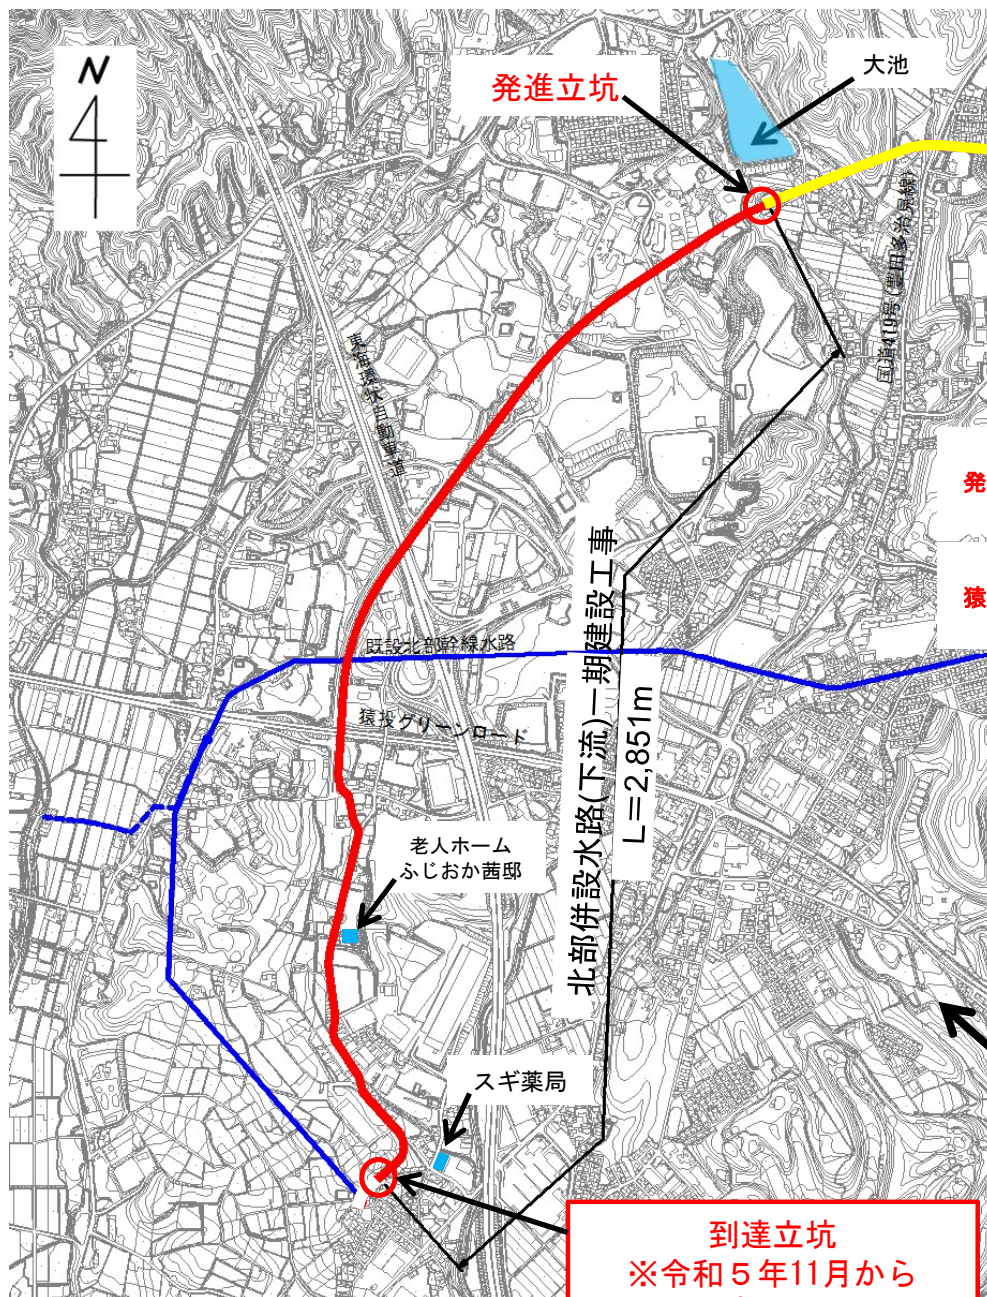 N
発進立坑
大池
国道419号(豊田多治見線)
東海環状自動車道
発
猿
既設北部幹線水路
猿投グリーンロード
北部併設水路(下流)一期建設工事
L=2,851m
老人ホーム
ふじおか茜邸
スギ薬局
到達立坑
※令和5年11月から